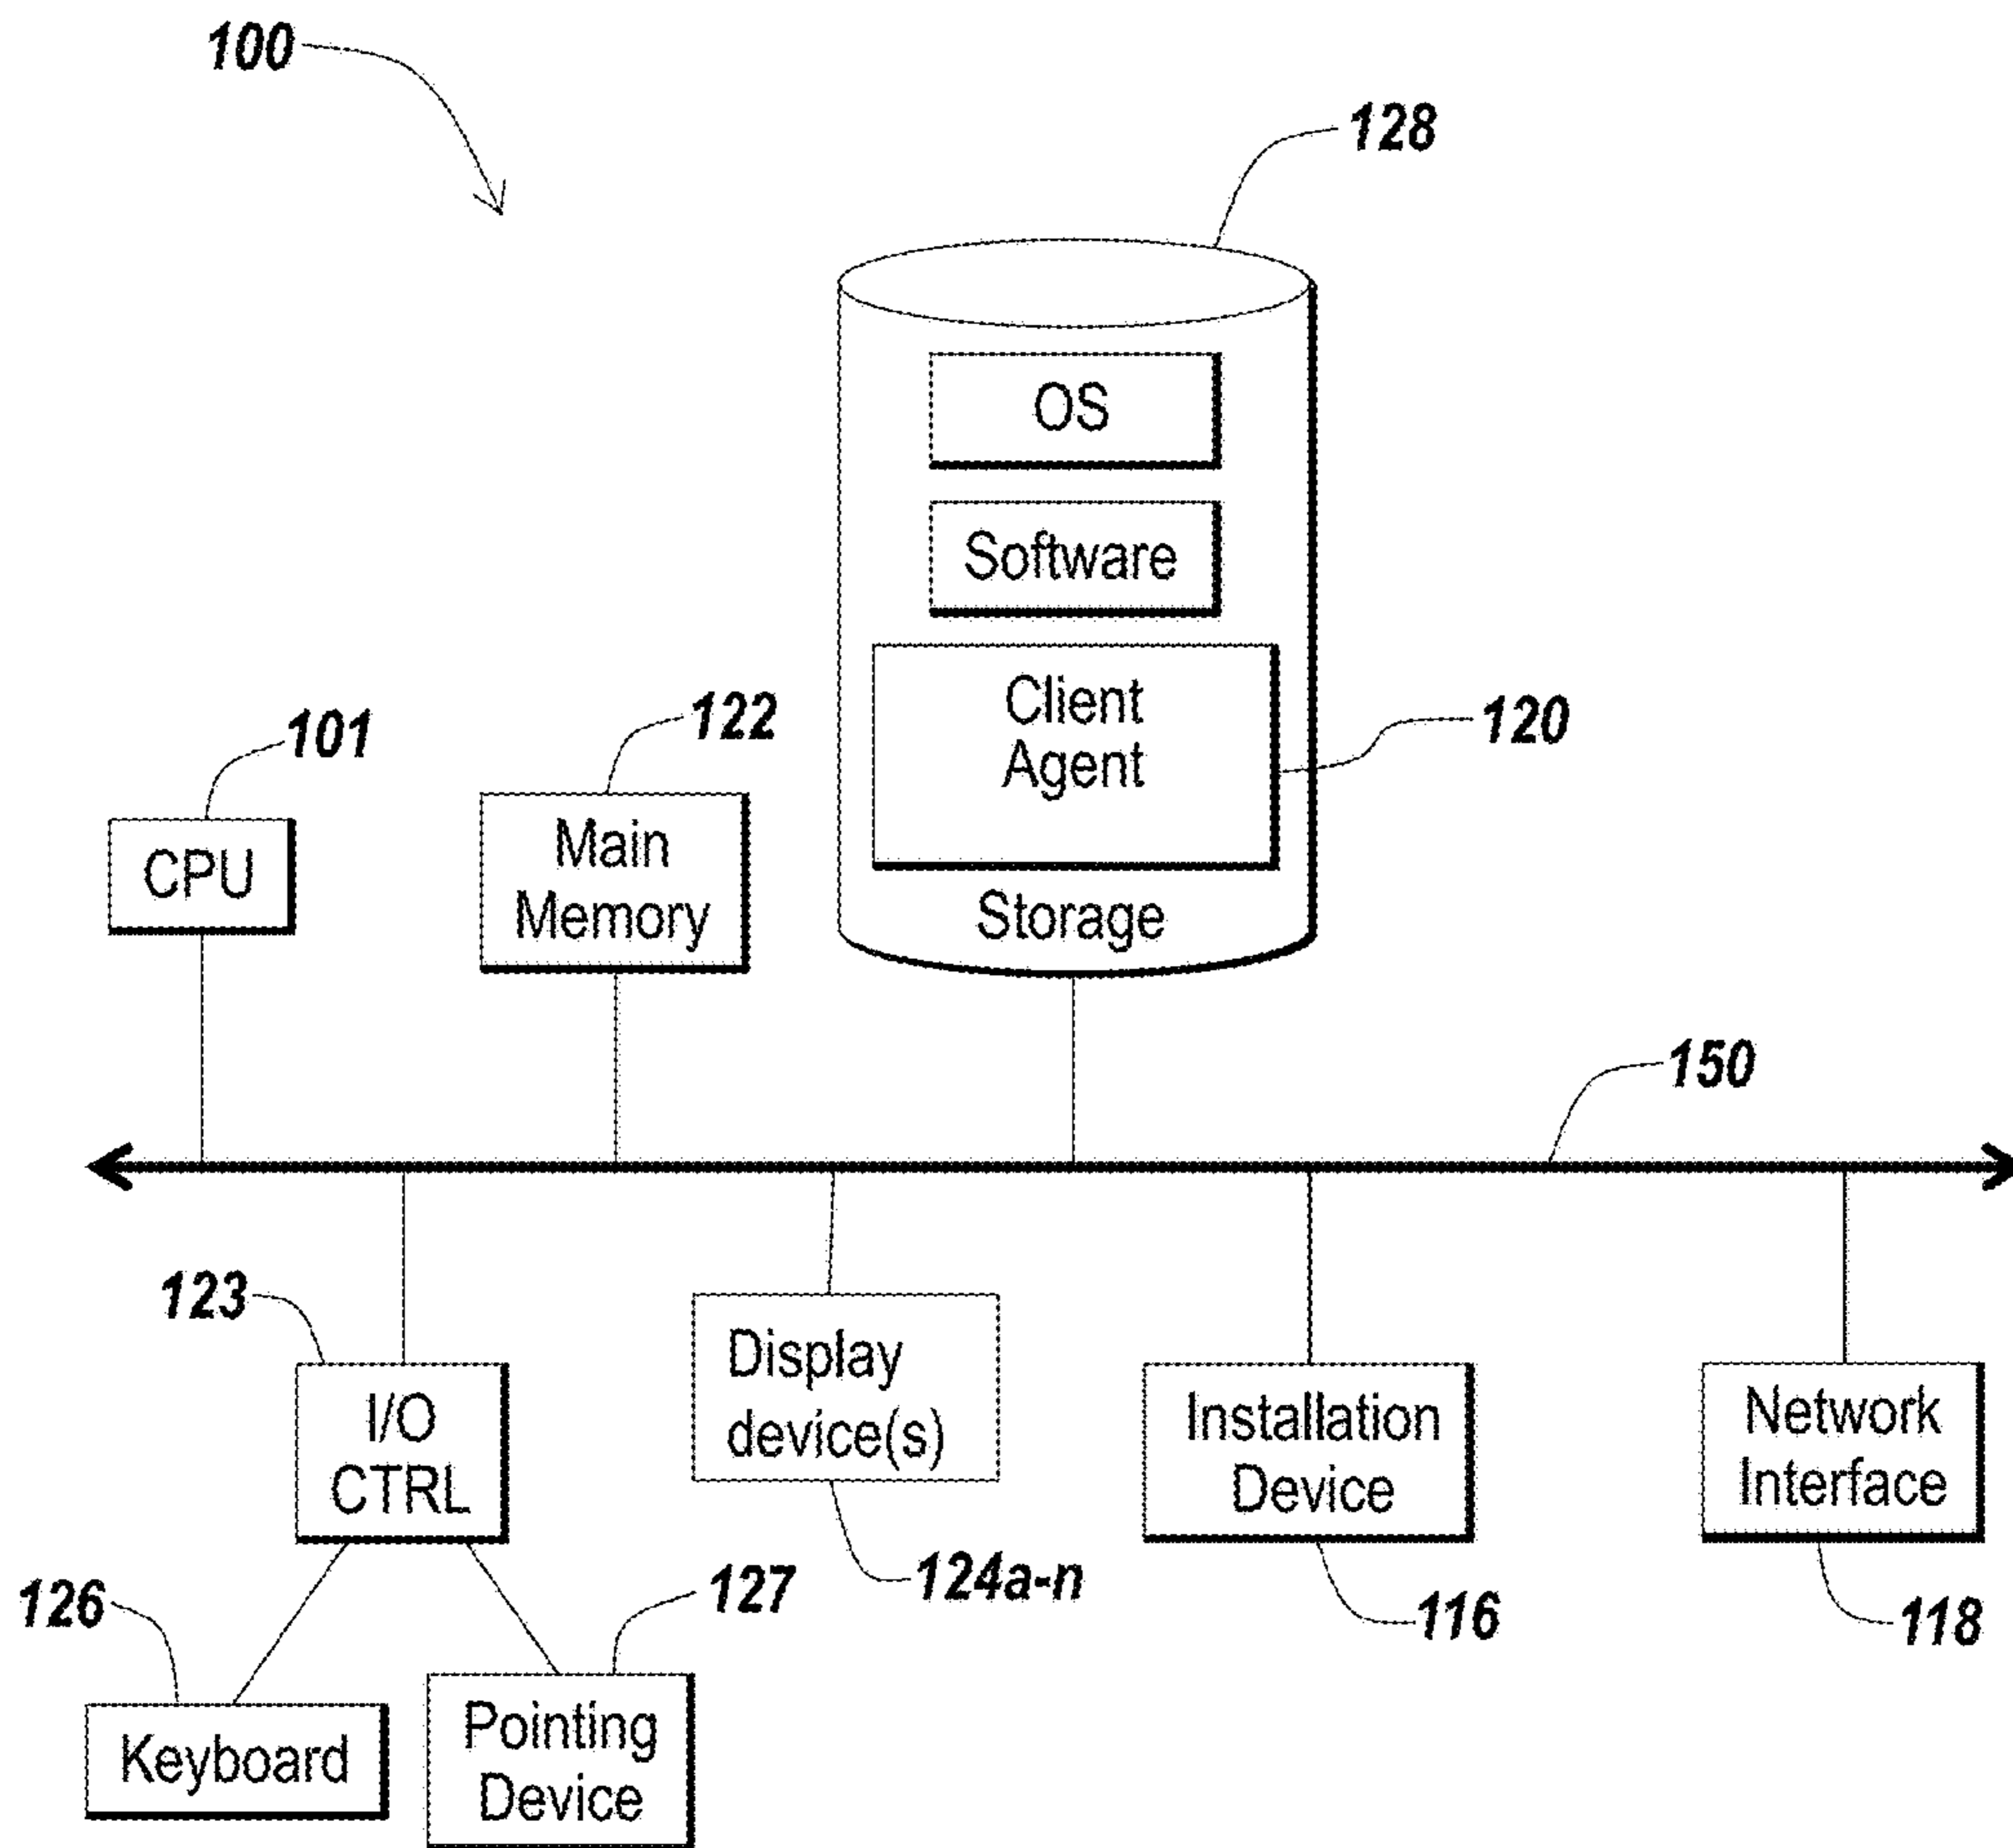 100
128
OS
Software
Client
Agent
120
Storage
101
CPU
122
Main
Memory
150
123
I/O
CTRL
Display
device(s)
124a-n
Installation
Device
116
Network
Interface
118
126
Keyboard
127
Pointing
Device